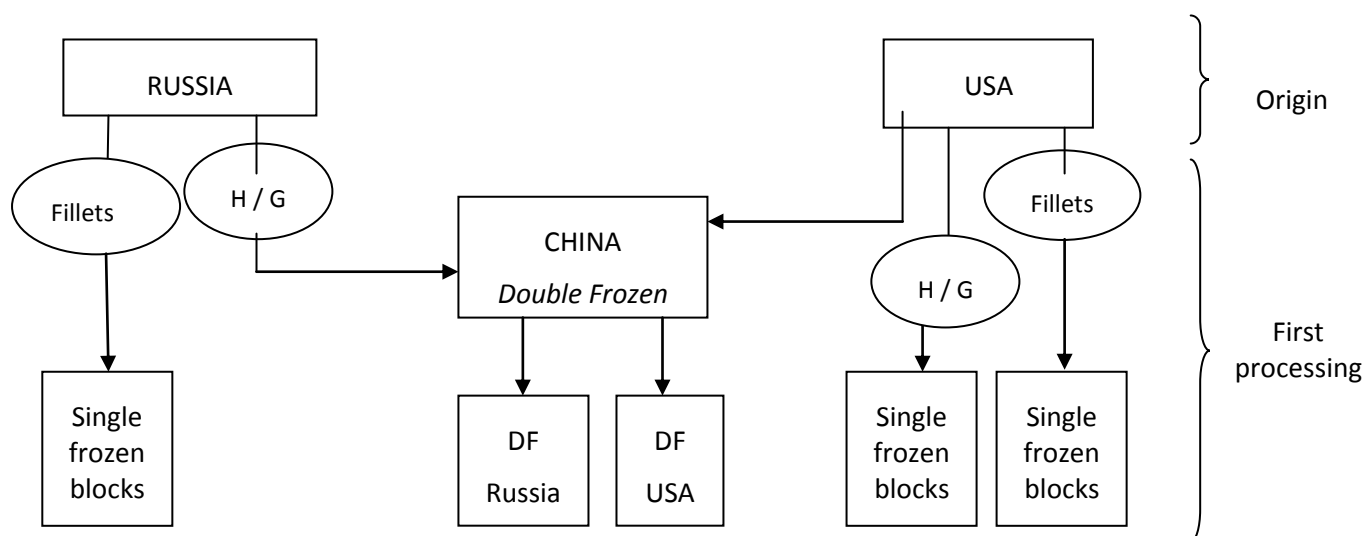 RUSSIA
USA
Origin
Fillets
H / G
Fillets
CHINA
Double Frozen
H / G
First
processing
Single
frozen
blocks
DF
Russia
DF
USA
Single
frozen
blocks
Single
frozen
blocks